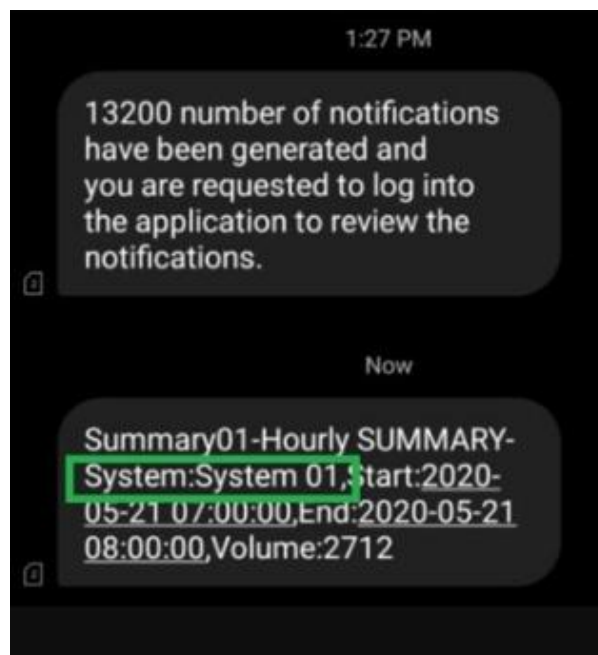 1:27 PM
13200 number of notifications
have been generated and
you are requested to log into
the application to review the
notifications.
Now
Summary01-Hourly SUMMARY-
System:System 01,Start:2020-
05-21 07:00:00,End:2020-05-21
08:00:00,Volume:2712